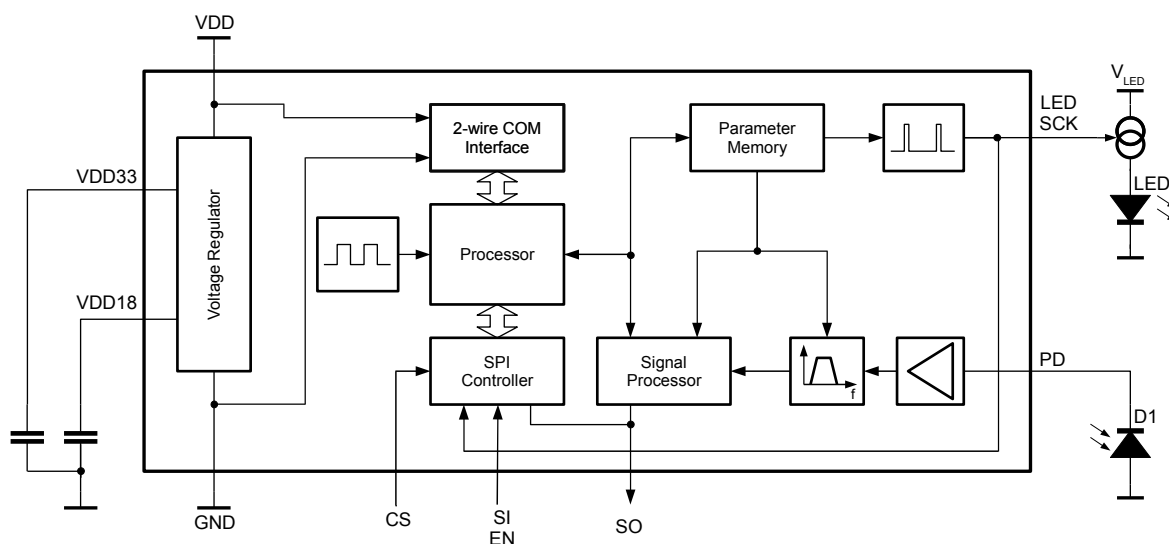 VDD
V LED
LED
SCK
2-wire COM
Interface
Parameter
Memory
VDD33
LED
Voltage Regulator
Processor
VDD18
SPI
Controller
Signal
Processor
f
PD
D1
GND
CS
SI
EN
SO